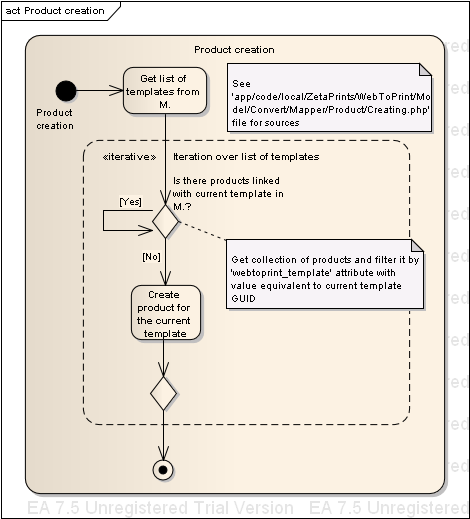 act Product creation
Product creation
Get list of
templates from
M.
Product
creation
See
'app/code/local/ZetaPrints/WebToPrint/Mo
del/Convert/Mapper/Product/Creating.php'
file for sources
«iterative»
Iteration over list of templates
Is there products linked
with current template in
M.?
[Yes]
[No]
Get collection of products and filter it by
'webtoprint_template' attribute with
value equivalent to current template
GUID
Create
product for
the current
template
EA 7.5 Unregistered Trial Version EA 7.5 Unregistered